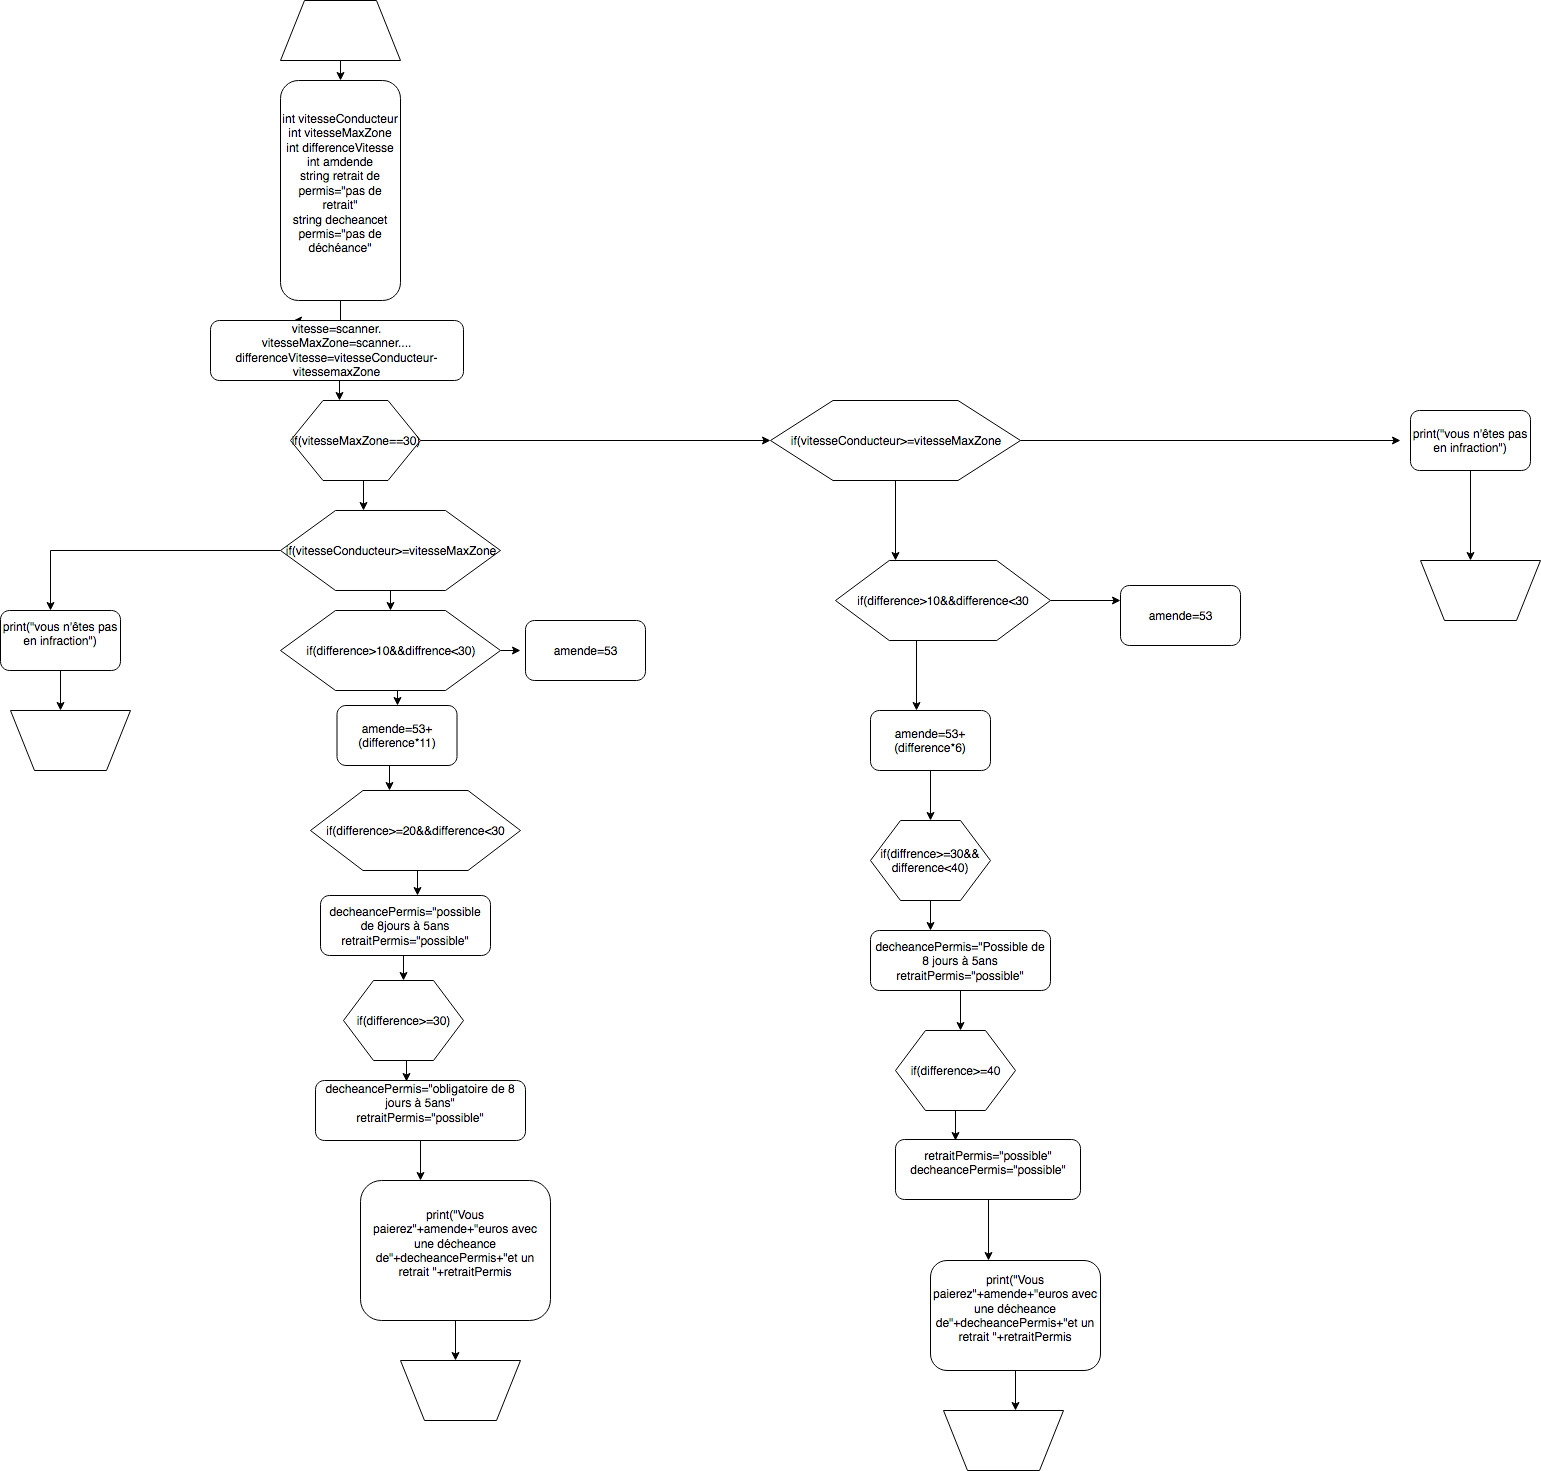 int vitesseConducteur
int vitesseMaxZone
int differenceVitesse
int amdende
string retrait de
permis="pas de
retrait"
string decheancet
permis="pas de
déchéance"
vitesse=scanner.
vitesseMaxZone=scanner....
differenceVitesse=vitesseConducteur-
vitessemaxZone
if(vitesseMaxZone==30)
if(vitesseConducteur>=vitesseMaxZone
print("vous n'êtes pas
en infraction")
if(vitesseConducteur>=vitesseMaxZone
print("vous n'êtes pas
en infraction")
if(difference>10&&diffrence<30)
amende=53
amende=53+
(difference*11)
if(difference>=20&&difference<30
decheancePermis="possible
de 8jours à 5ans
retraitPermis="possible"
if(difference>=30)
decheancePermis="obligatoire de 8
jours à 5ans"
retraitPermis="possible"
print("Vous
paierez"+amende+"euros avec
une décheance
de"+decheancePermis+"et un
retrait "+retraitPermis
if(difference>10&&difference<30
amende=53
amende=53+
(difference*6)
if(diffrence>=30&&
difference<40)
decheancePermis="Possible de
8 jours à 5ans
retraitPermis="possible"
if(difference>=40
retraitPermis="possible"
decheancePermis="possible"
print("Vous
paierez"+amende+"euros avec
une décheance
de"+decheancePermis+"et un
retrait "+retraitPermis